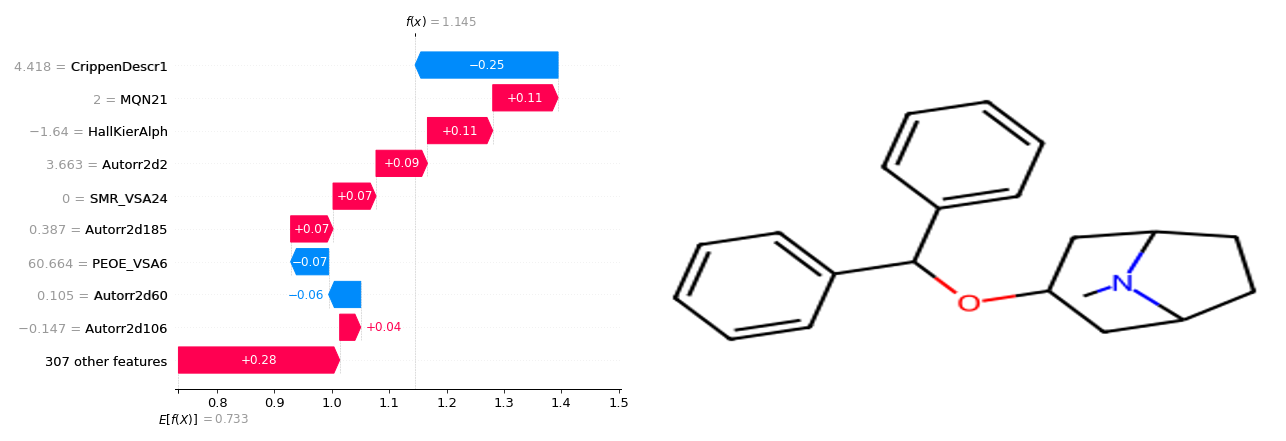 f(x) = 1.145
4.418 = CrippenDescr1 −0.25
2 = MQN21 +0.11
−1.64 = HallKierAlph +0.11
3.663 = Autorr2d2 +0.09
0 = SMR_VSA24 +0.07
0.387 = Autorr2d185 +0.07
60.664 = PEOE_VSA6 −0.07
0.105 = Autorr2d60 −0.06
−0.147 = Autorr2d106 +0.04
307 other features +0.28
0.8 0.9 1.0 1.1 1.2 1.3 1.4 1.5
E[f(X)] = 0.733
N
O